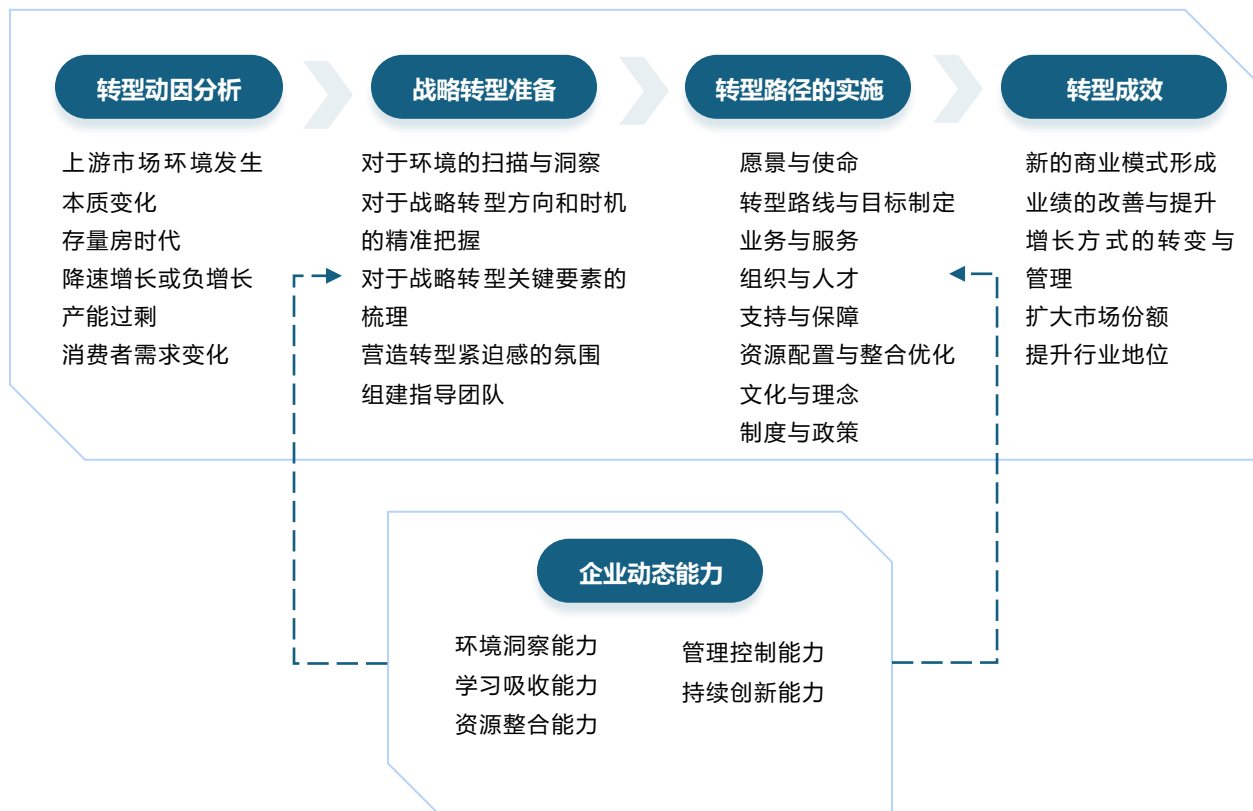 转型动因分析
上游市场环境发生
本质变化
存量房时代
降速增长或负增长
产能过剩
消费者需求变化
战略转型准备
对于环境的扫描与洞察
对于战略转型方向和时机
的精准把握
对于战略转型关键要素的
梳理
营造转型紧迫感的氛围
组建指导团队
转型路径的实施
愿景与使命
转型路线与目标制定
业务与服务
组织与人才
支持与保障
资源配置与整合优化
文化与理念
制度与政策
转型成效
新的商业模式形成
业绩的改善与提升
增长方式的转变与
管理
扩大市场份额
提升行业地位
企业动态能力
环境洞察能力
学习吸收能力
资源整合能力
管理控制能力
持续创新能力